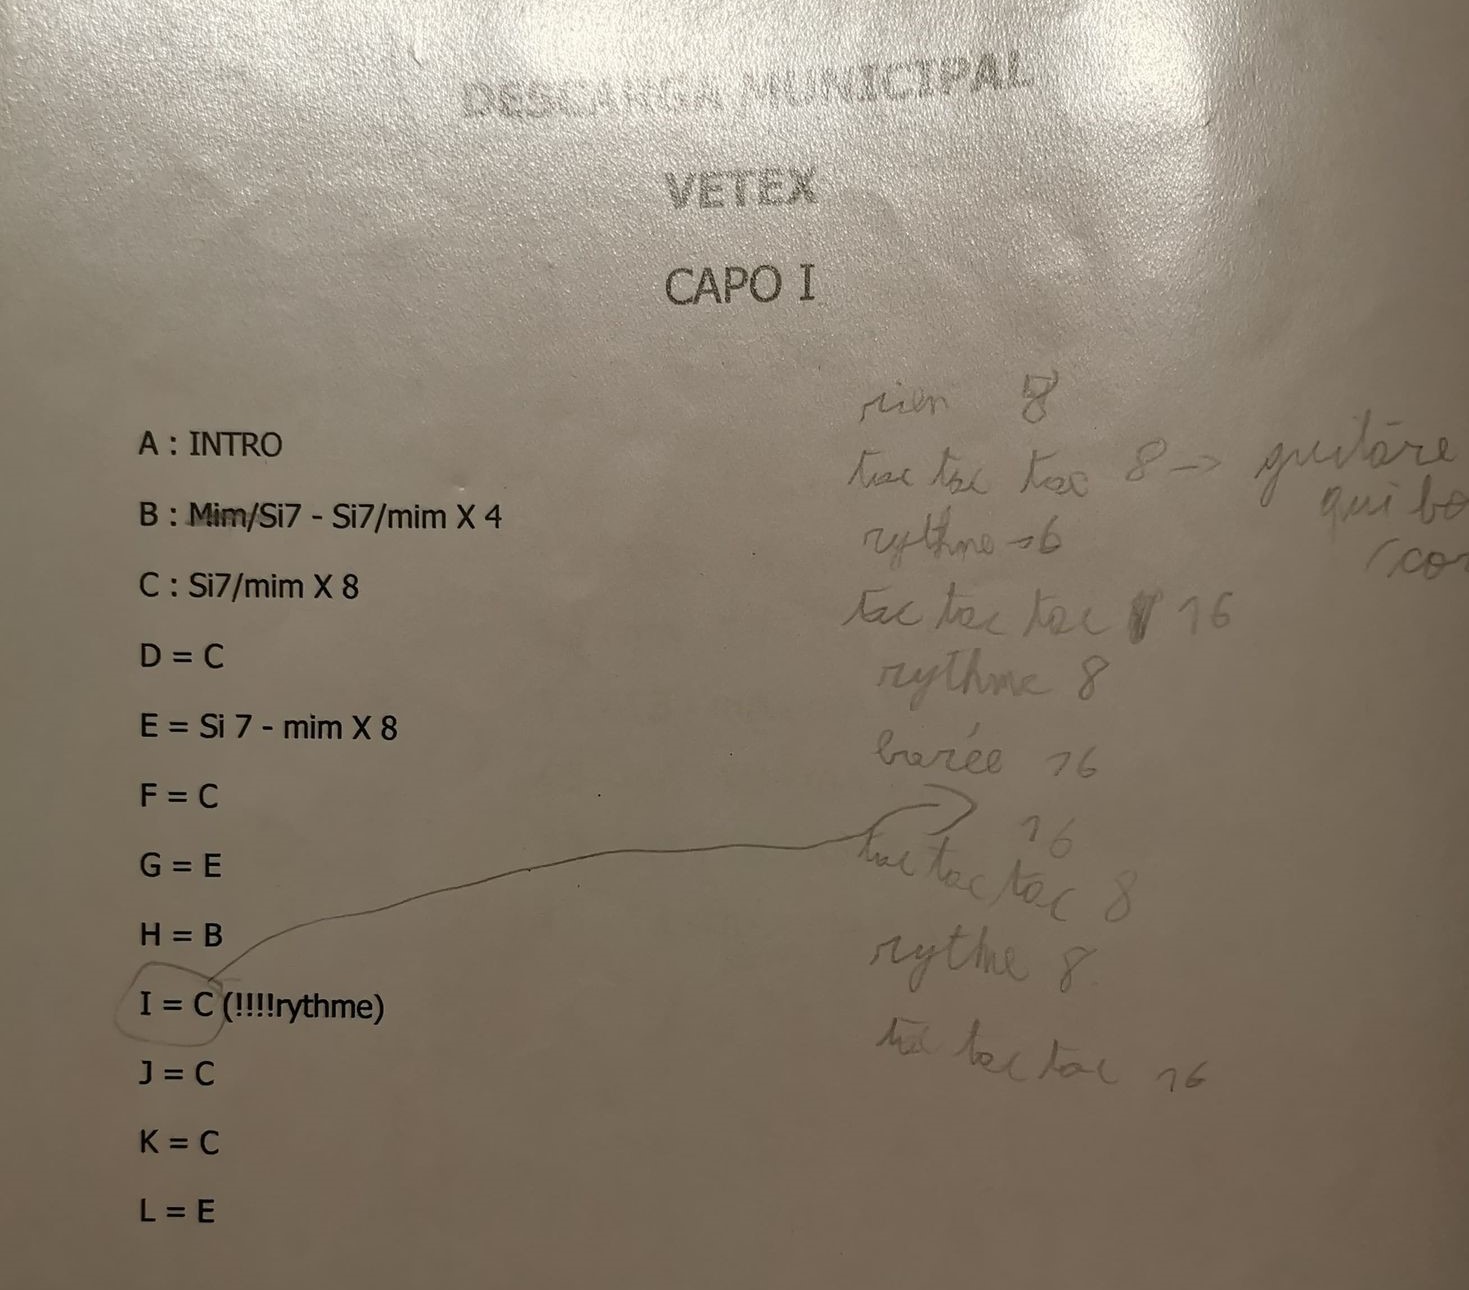 DESCARGA MUNICIPAL
VETEX
CAPO I
A : INTRO
B : Mim/Si7 - Si7/mim X 4
C : Si7/mim X 8
D = C
E = Si 7 - mim X 8
F = C
G = E
H = B
I = C (!!!!rythme)
J = C
K = C
L = E
rien 8
tac tac tac 8 → guitare
qui
rythme 
tac tac tac 16
rythme 8
barée 16
16
tac tac tac 8
rythme 8
tac tac tac 16